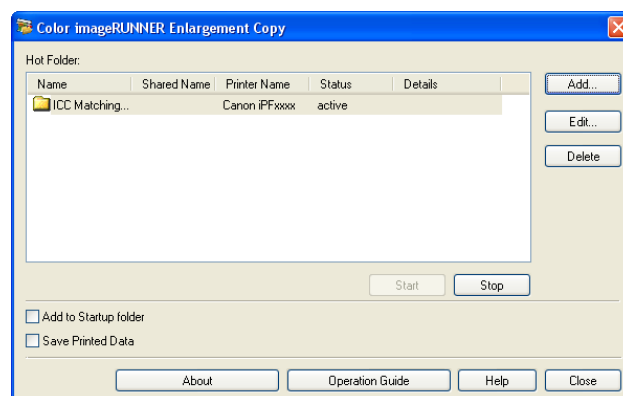 Color imageRUNNER Enlargement Copy
Hot Folder:
Name Shared Name Printer Name Status Details
ICC Matching... Canon iPFxxxx active
Add...
Edit...
Delete
Start Stop
Add to Startup folder
Save Printed Data
About Operation Guide Help Close